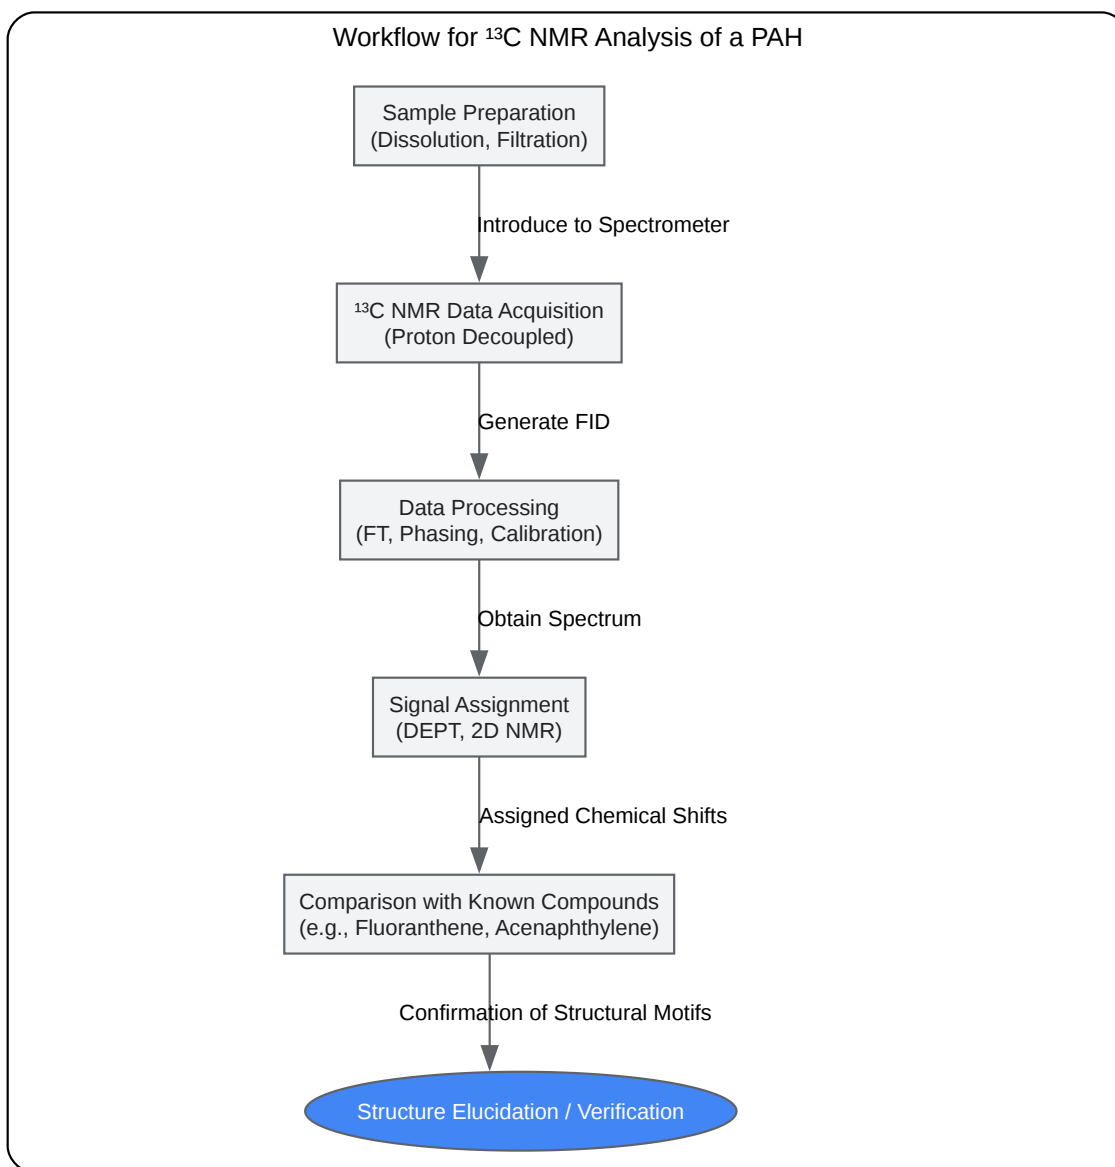 Workflow for ¹³C NMR Analysis of a PAH
Sample Preparation
(Dissolution, Filtration)
Introduce to Spectrometer
¹³C NMR Data Acquisition
(Proton Decoupled)
Generate FID
Data Processing
(FT, Phasing, Calibration)
Obtain Spectrum
Signal Assignment
(DEPT, 2D NMR)
Assigned Chemical Shifts
Comparison with Known Compounds
(e.g., Fluoranthene, Acenaphthylene)
Confirmation of Structural Motifs
Structure Elucidation / Verification